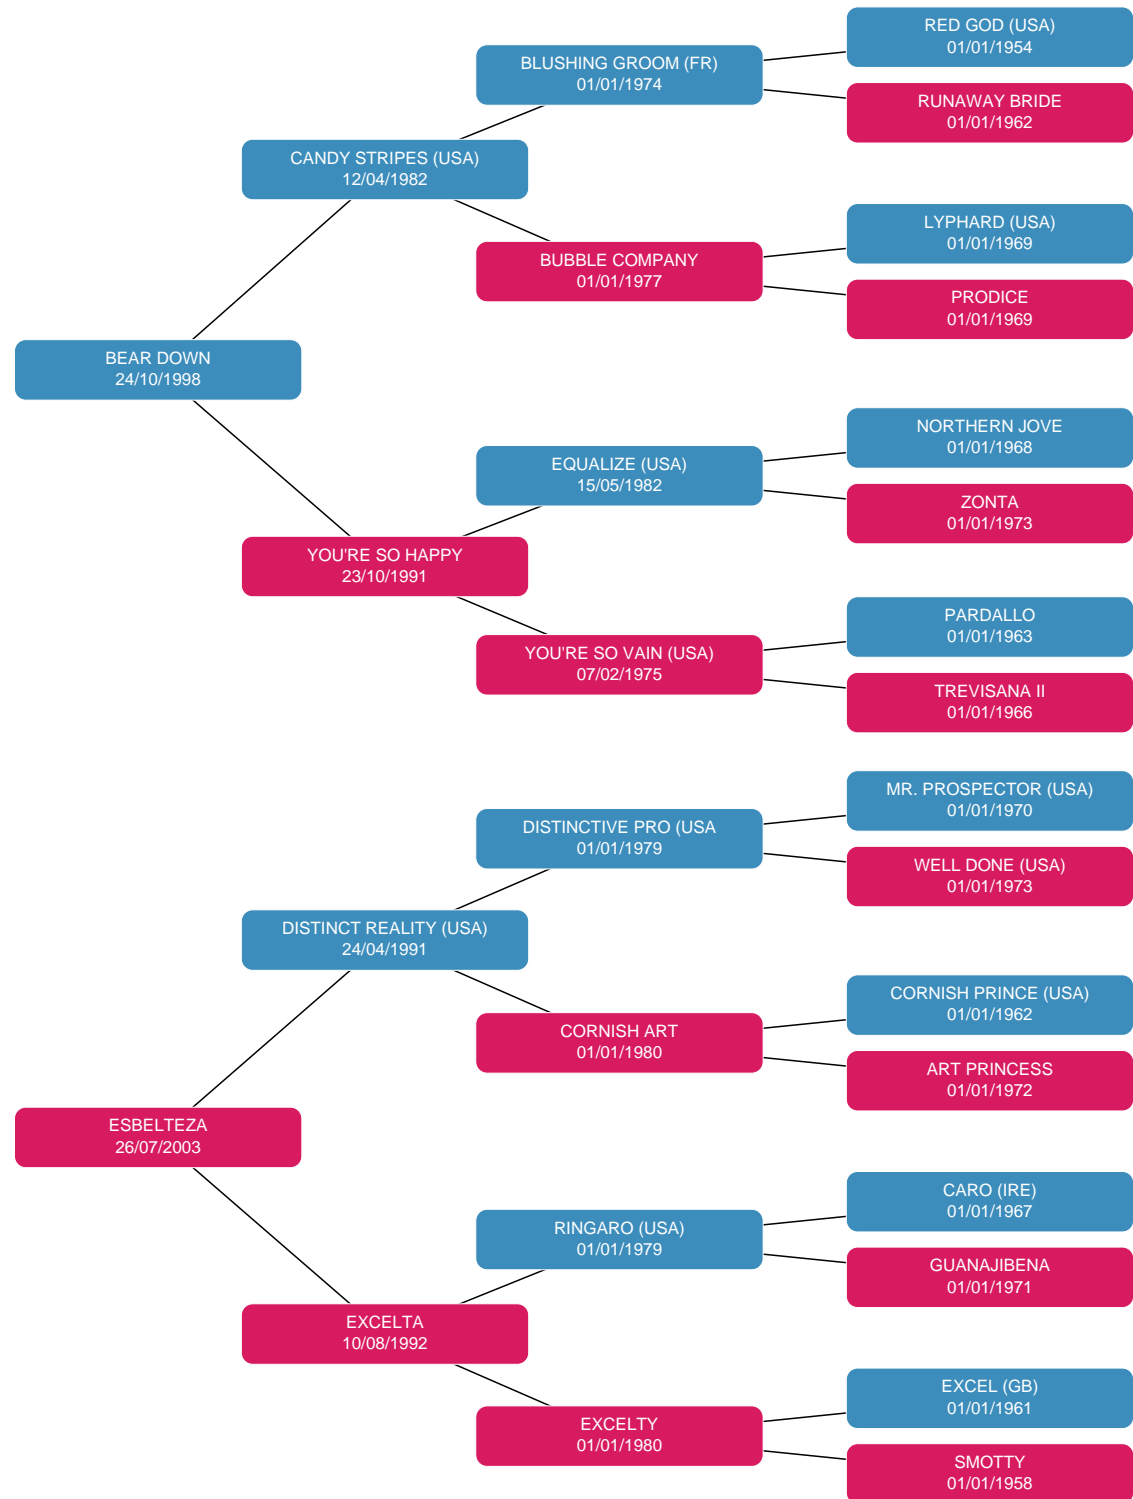 RED GOD (USA)
01/01/1954
BLUSHING GROOM (FR)
01/01/1974
RUNAWAY BRIDE
01/01/1962
CANDY STRIPES (USA)
12/04/1982
LYPHARD (USA)
01/01/1969
BUBBLE COMPANY
01/01/1977
PRODICE
01/01/1969
BEAR DOWN
24/10/1998
NORTHERN JOVE
01/01/1968
EQUALIZE (USA)
15/05/1982
ZONTA
01/01/1973
YOU'RE SO HAPPY
23/10/1991
PARDALLO
01/01/1963
YOU'RE SO VAIN (USA)
07/02/1975
TREVISANA II
01/01/1966
MR. PROSPECTOR (USA)
01/01/1970
DISTINCTIVE PRO (USA
01/01/1979
WELL DONE (USA)
01/01/1973
DISTINCT REALITY (USA)
24/04/1991
CORNISH PRINCE (USA)
01/01/1962
CORNISH ART
01/01/1980
ART PRINCESS
01/01/1972
ESBELTEZA
26/07/2003
CARO (IRE)
01/01/1967
RINGARO (USA)
01/01/1979
GUANAJIBENA
01/01/1971
EXCELTA
10/08/1992
EXCEL (GB)
01/01/1961
EXCELTY
01/01/1980
SMOTTY
01/01/1958